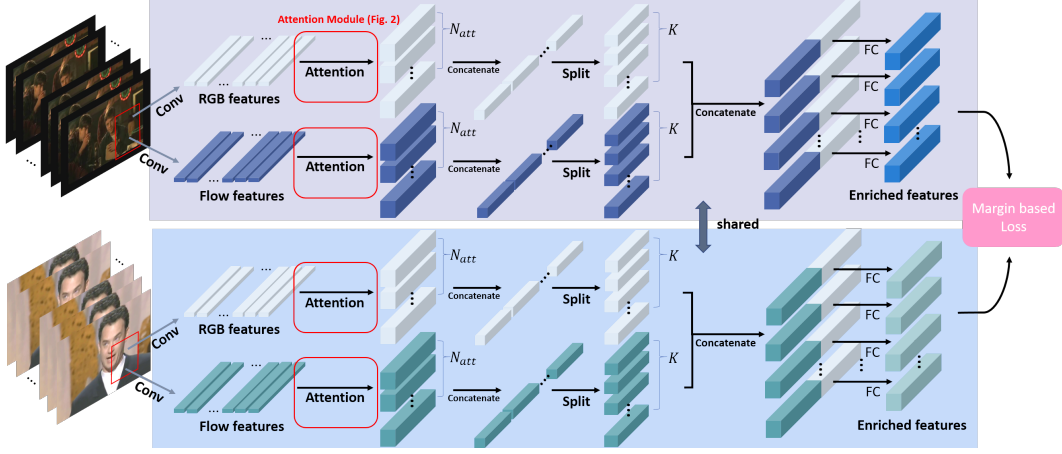 Attention Module (Fig. 2)
...
...
Conv
RGB features
Attention
N_att
Concatenate
Split
K
Conv
...
Flow features
Attention
N_att
Concatenate
Split
K
Concatenate
FC
FC
FC
FC
Enriched features
shared
Margin based
Loss
...
...
Conv
RGB features
Attention
N_att
Concatenate
Split
K
Conv
...
Flow features
Attention
N_att
Concatenate
Split
K
Concatenate
FC
FC
FC
FC
Enriched features